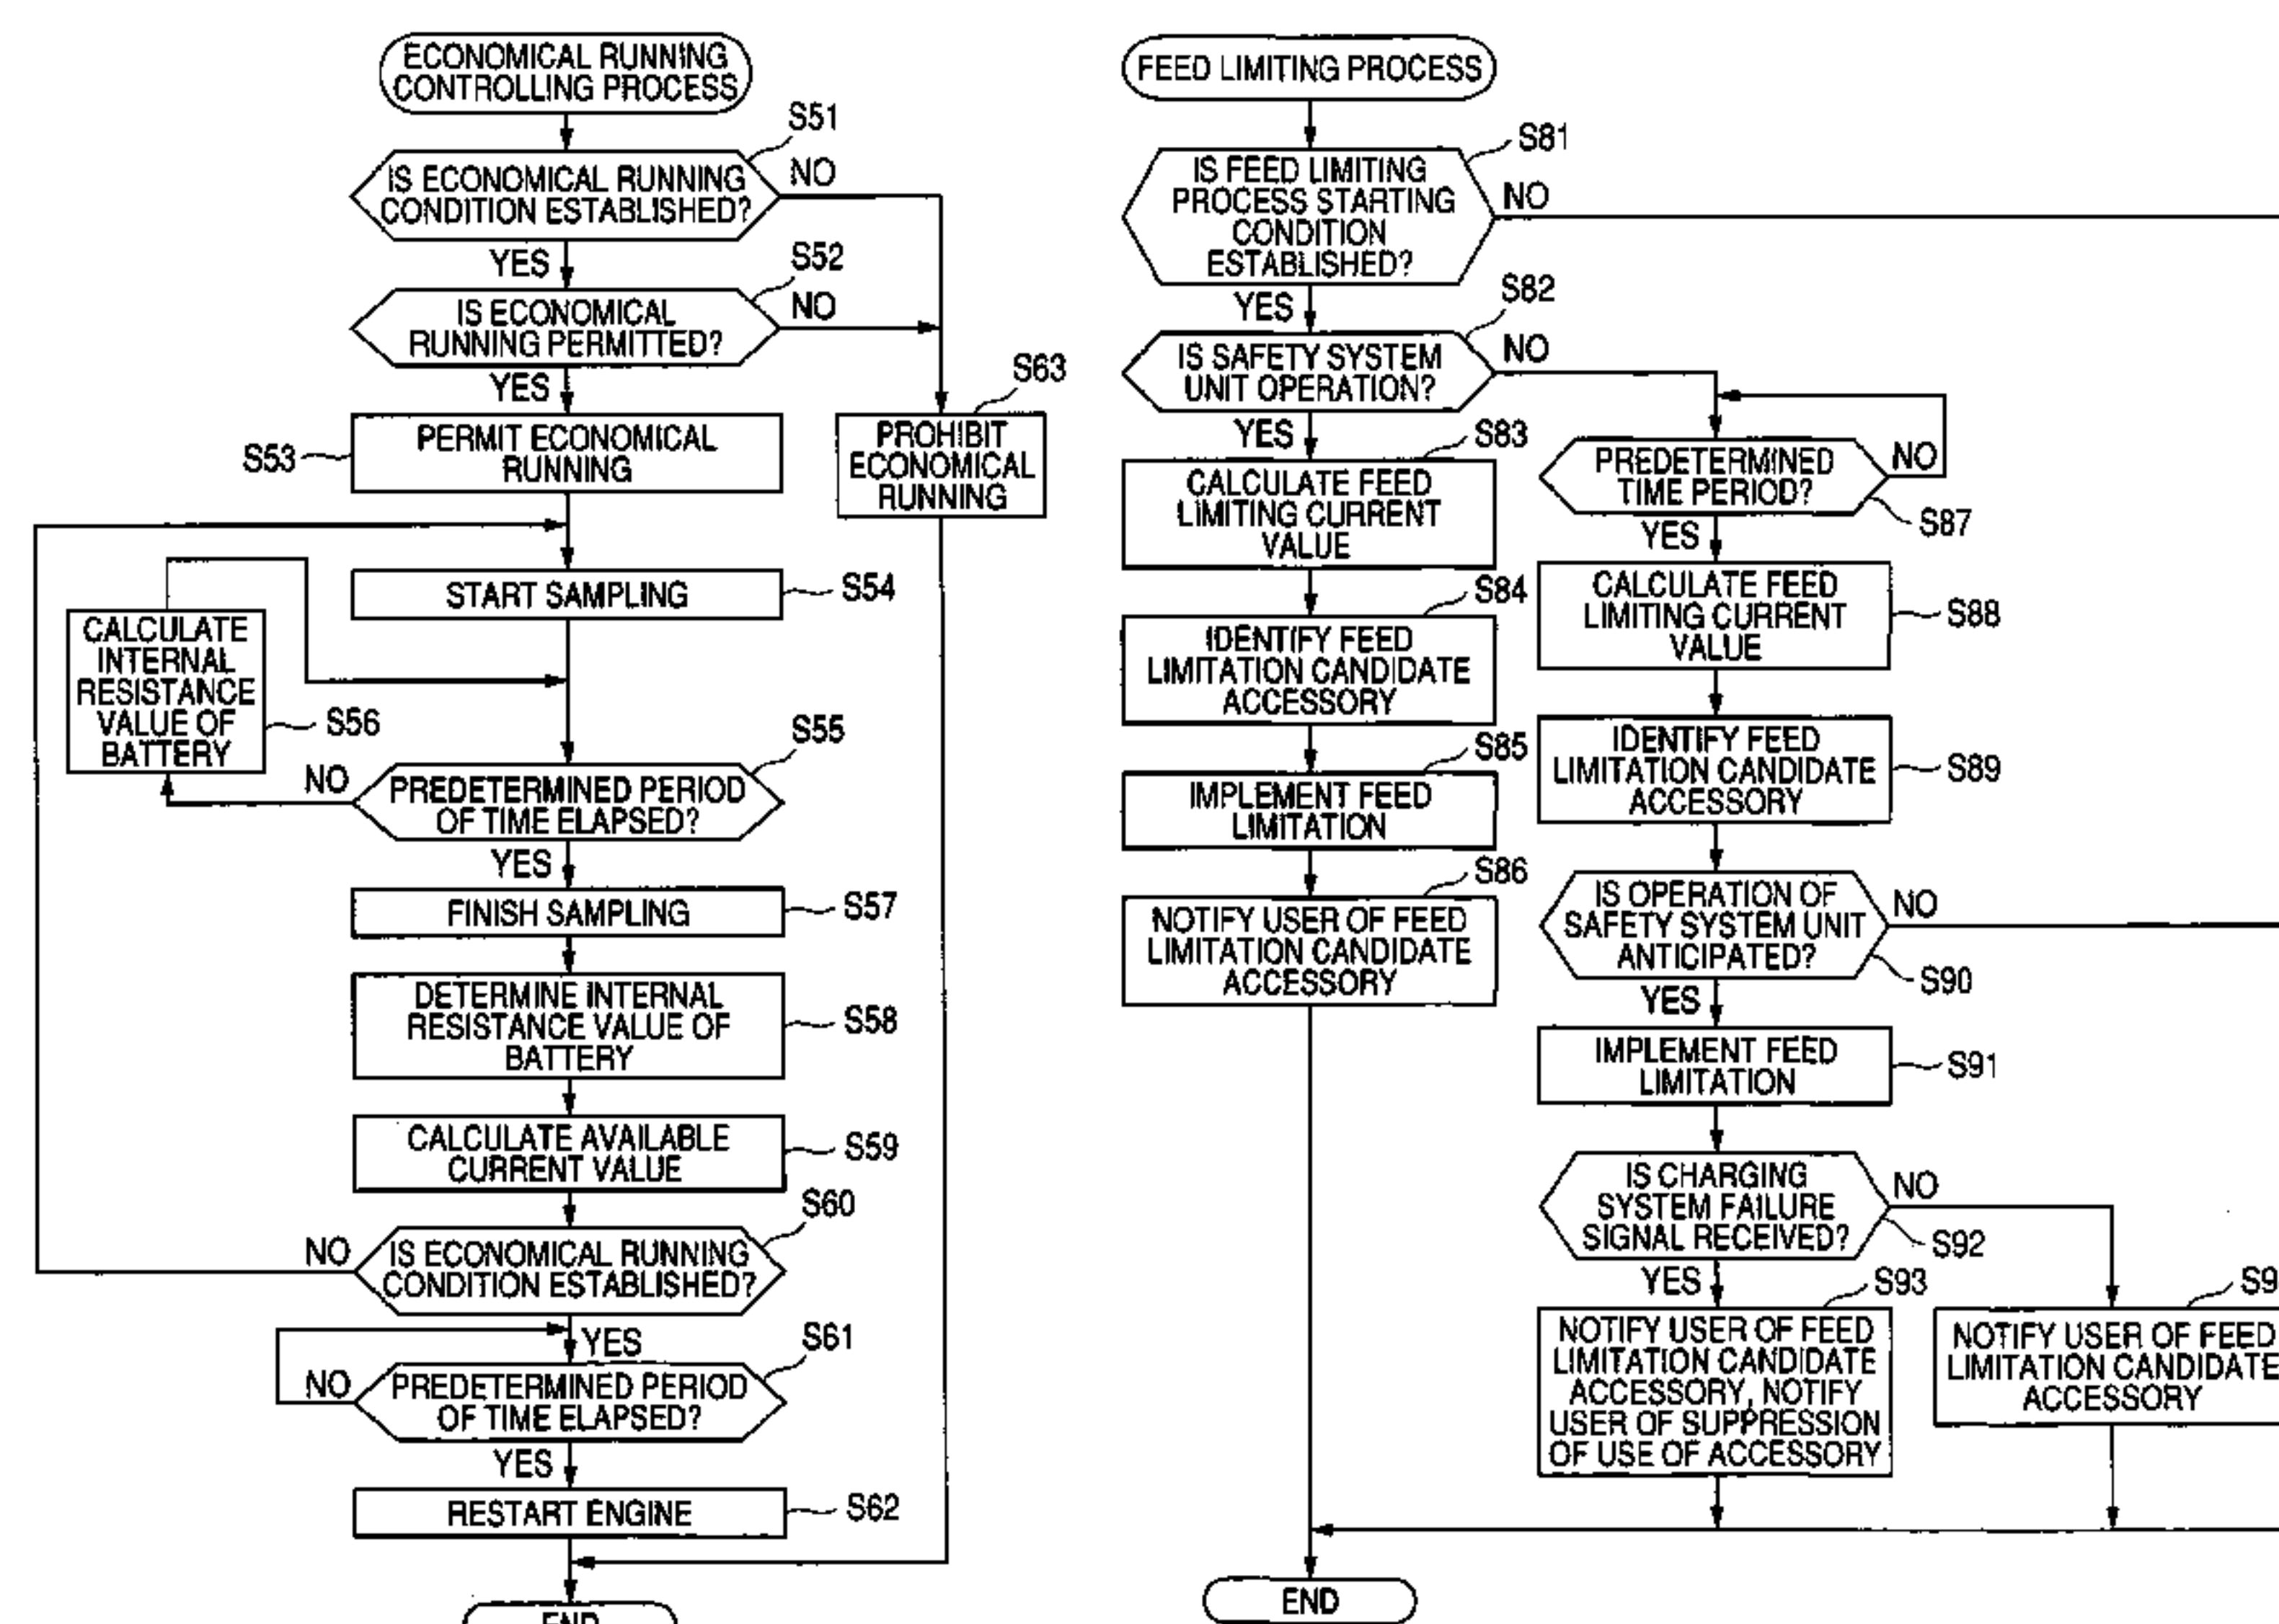 ECONOMICAL RUNNING
CONTROLLING PROCESS
S51
IS ECONOMICAL RUNNING
CONDITION ESTABLISHED?
NO
YES
S52
IS ECONOMICAL
RUNNING PERMITTED?
NO
YES
S63
PROHIBIT
ECONOMICAL
RUNNING
S53
PERMIT ECONOMICAL
RUNNING
START SAMPLING
S54
CALCULATE
INTERNAL
RESISTANCE
VALUE OF
BATTERY
S56
S55
NO
PREDETERMINED PERIOD
OF TIME ELAPSED?
YES
FINISH SAMPLING
S57
DETERMINE INTERNAL
RESISTANCE VALUE OF
BATTERY
S58
CALCULATE AVAILABLE
CURRENT VALUE
S59
S60
NO
IS ECONOMICAL RUNNING
CONDITION ESTABLISHED?
YES
S61
NO
PREDETERMINED PERIOD
OF TIME ELAPSED?
YES
RESTART ENGINE
S62
END
FEED LIMITING PROCESS
S81
IS FEED LIMITING
PROCESS STARTING
CONDITION
ESTABLISHED?
NO
YES
S82
IS SAFETY SYSTEM
UNIT OPERATION?
NO
YES
S83
CALCULATE FEED
LIMITING CURRENT
VALUE
S84
IDENTIFY FEED
LIMITATION CANDIDATE
ACCESSORY
S85
IMPLEMENT FEED
LIMITATION
S86
NOTIFY USER OF FEED
LIMITATION CANDIDATE
ACCESSORY
PREDETERMINED
TIME PERIOD?
NO
S87
YES
CALCULATE FEED
LIMITING CURRENT
VALUE
S88
IDENTIFY FEED
LIMITATION CANDIDATE
ACCESSORY
S89
IS OPERATION OF
SAFETY SYSTEM UNIT
ANTICIPATED?
NO
S90
YES
IMPLEMENT FEED
LIMITATION
S91
IS CHARGING
SYSTEM FAILURE
SIGNAL RECEIVED?
NO
S92
YES
S93
NOTIFY USER OF FEED
LIMITATION CANDIDATE
ACCESSORY, NOTIFY
USER OF SUPPRESSION
OF USE OF ACCESSORY
NOTIFY USER OF FEED
LIMITATION CANDIDATE
ACCESSORY
END